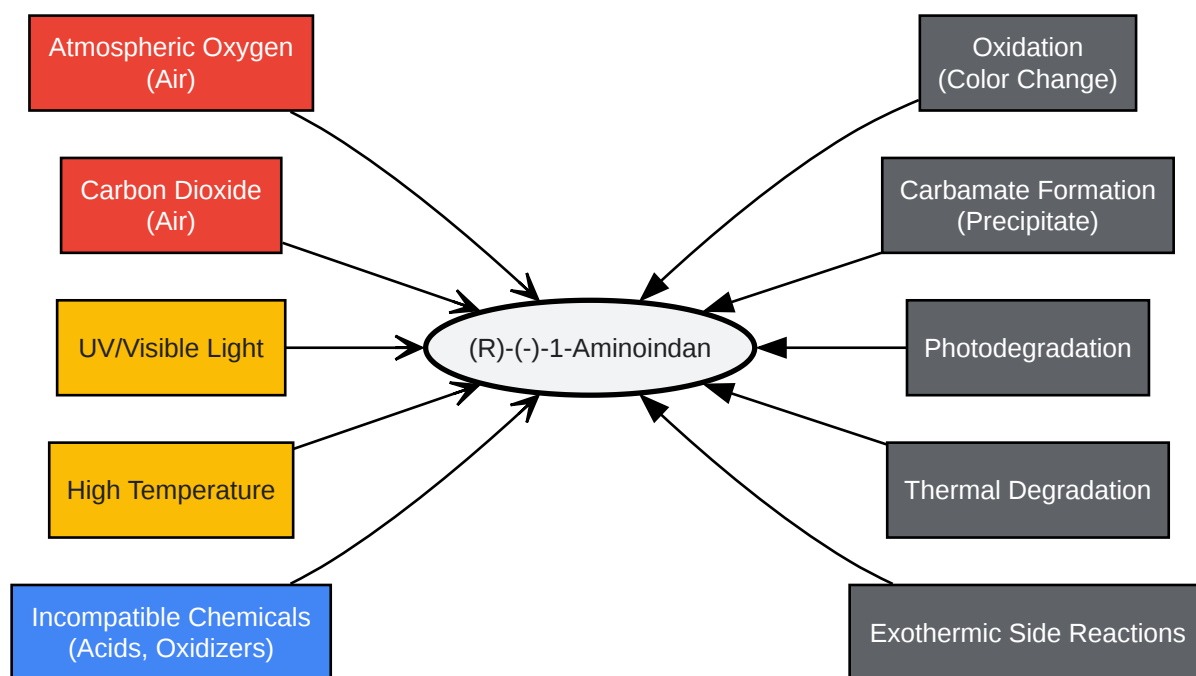 Atmospheric Oxygen
(Air)
Carbon Dioxide
(Air)
UV/Visible Light
High Temperature
Incompatible Chemicals
(Acids, Oxidizers)
(R)-(-)-1-Aminoindan
Oxidation
(Color Change)
Carbamate Formation
(Precipitate)
Photodegradation
Thermal Degradation
Exothermic Side Reactions